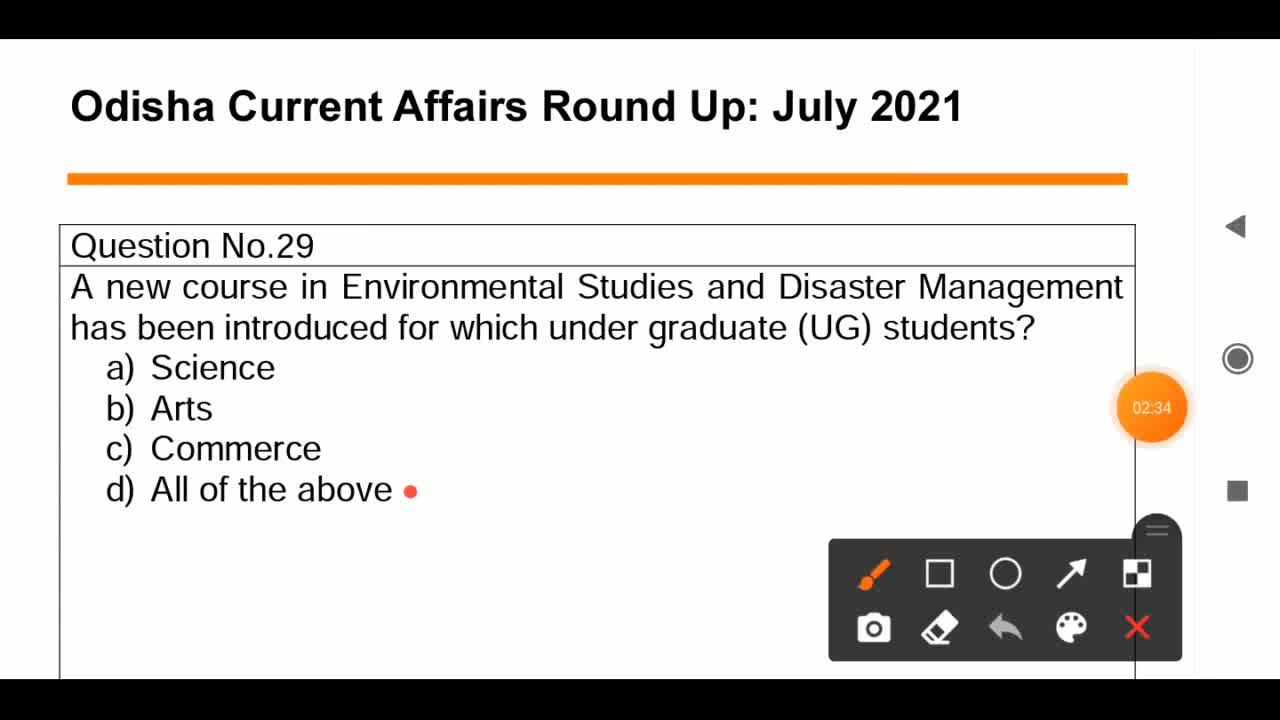 Odisha Current Affairs Round Up: July 2021
Question No.29
A new course in Environmental Studies and Disaster Management
has been introduced for which under graduate (UG) students?
a) Science
b) Arts
c) Commerce
d) All of the above
02:34